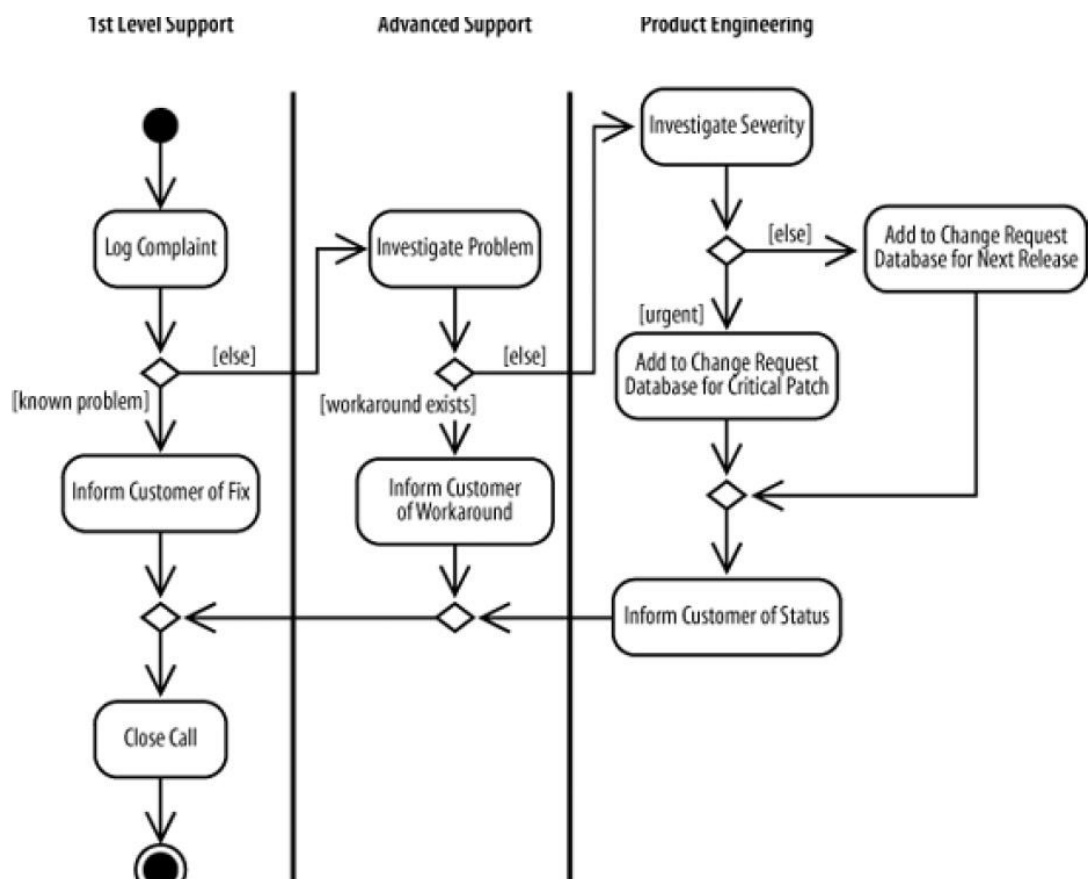 1st Level Support
Advanced Support
Product Engineering
Investigate Severity
Log Complaint
Investigate Problem
[else]
Add to Change Request
Database for Next Release
[urgent]
[else]
[else]
Add to Change Request
Database for Critical Patch
[known problem]
[workaround exists]
Inform Customer of Fix
Inform Customer
of Workaround
Inform Customer of Status
Close Call